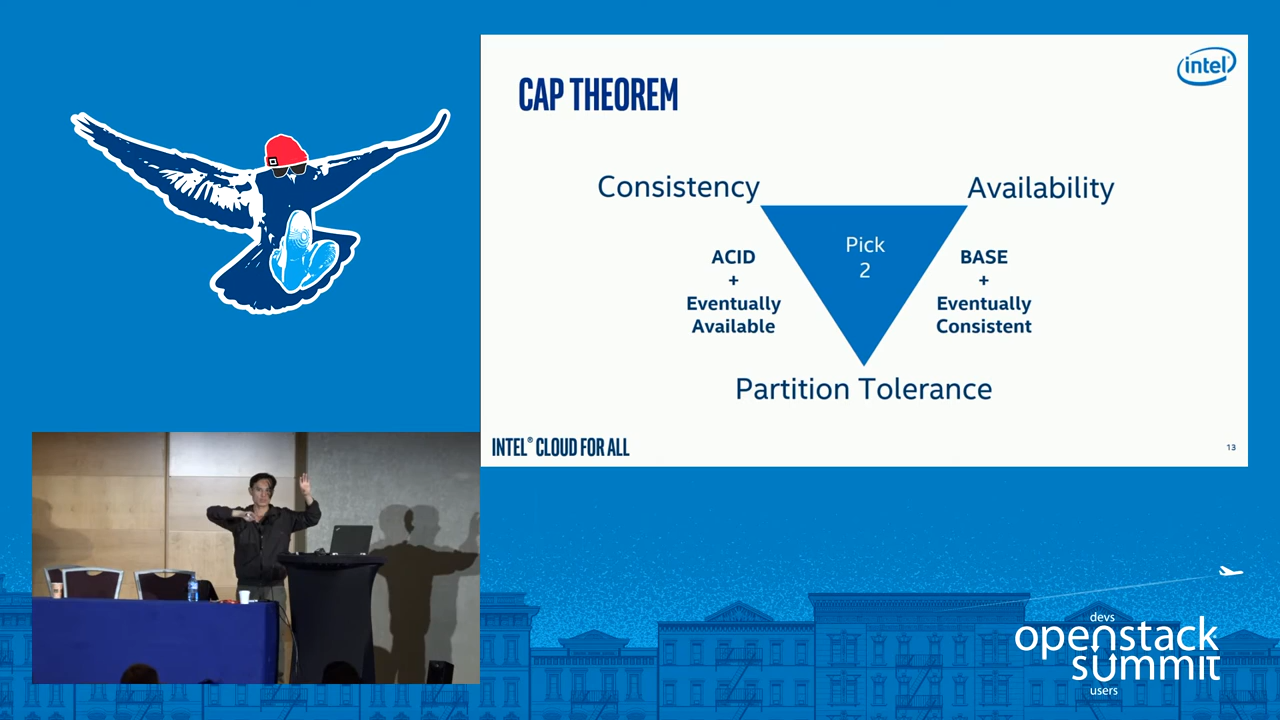 CAP THEOREM
intel
Consistency
Availability
Pick
2
ACID
+
Eventually
Available
BASE
+
Eventually
Consistent
Partition Tolerance
INTEL® CLOUD FOR ALL
13
devs
openstack
summit
users